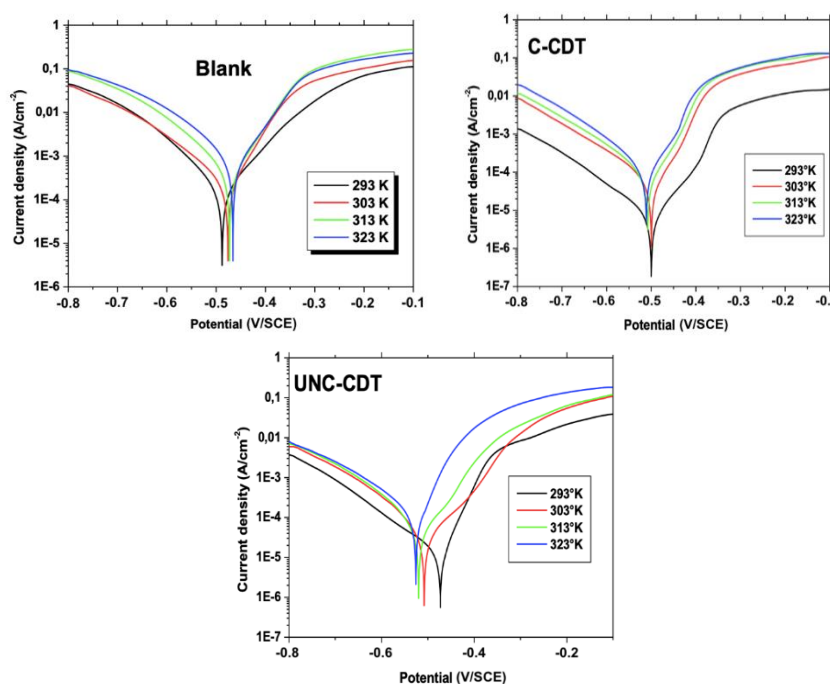 Blank
Current density (A/cm⁻²)
1
0,1
0,01
1E-3
1E-4
1E-5
1E-6
293 K
303 K
313 K
323 K
-0.8
-0.7
-0.6
-0.5
-0.4
-0.3
-0.2
-0.1
Potential (V/SCE)
C-CDT
Current density (A/cm⁻²)
1
0,1
0,01
1E-3
1E-4
1E-5
1E-6
1E-7
293°K
303°K
313°K
323°K
-0.8
-0.7
-0.6
-0.5
-0.4
-0.3
-0.2
-0.1
Potential (V/SCE)
UNC-CDT
Current density (A/cm⁻²)
1
0,1
0,01
1E-3
1E-4
1E-5
1E-6
1E-7
293°K
303°K
313°K
323°K
-0.8
-0.6
-0.4
-0.2
Potential (V/SCE)